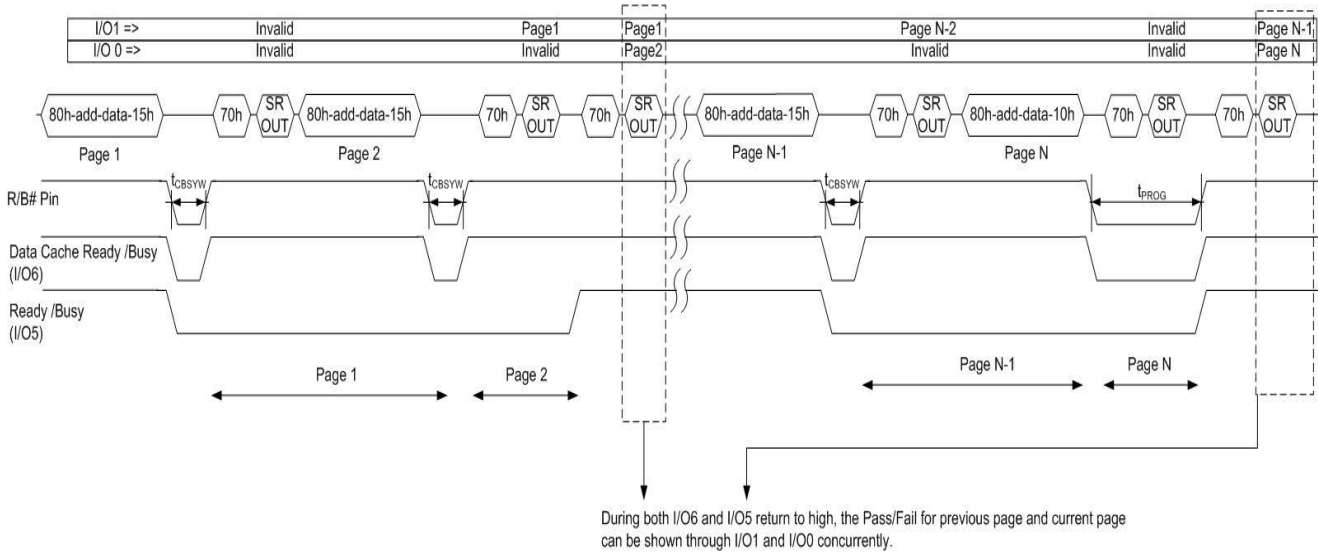 I/O1 => Invalid Page1 Page1 Page N-2 Invalid Page N-1
I/O 0 => Invalid Invalid Page2 Invalid Invalid Page N
80h-add-data-15h 70h SR OUT 80h-add-data-15h 70h SR OUT 70h SR OUT 80h-add-data-15h 70h SR OUT 80h-add-data-10h 70h SR OUT 70h SR OUT
Page 1 Page 2 Page N-1 Page N
tCBSYW tCBSYW tCBSYW tPROG
R/B# Pin
Data Cache Ready /Busy
(I/O6)
Ready /Busy
(I/O5)
Page 1 Page 2 Page N-1 Page N
During both I/O6 and I/O5 return to high, the Pass/Fail for previous page and current page
can be shown through I/O1 and I/O0 concurrently.